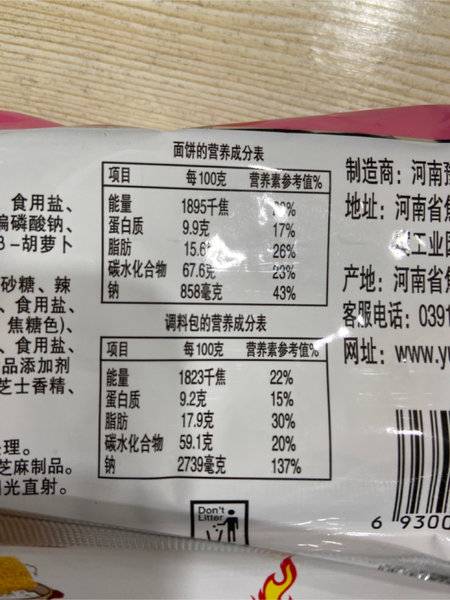 面饼的营养成分表
项目 每100克 营养素参考值%
能量 1895千焦
蛋白质 9.9克 17%
脂肪 15.6 26%
碳水化合物 67.6克 23%
钠 858毫克 43%
调料包的营养成分表
项目 每100克 营养素参考值%
能量 1823千焦 22%
蛋白质 9.2克 15%
脂肪 17.9克 30%
碳水化合物 59.1克 20%
钠 2739毫克 137%
食用盐、
偏磷酸钠、
胡萝卜
砂糖、辣
、食用盐、
焦糖色)、
、食用盐、
品添加剂
芝士香精、
理。
芝麻制品。
光直射。
制造商：河南
地址：河南省
工业
产地：河南省
客服电话：0391
网址：www.y
Don't
Litter
6 9300